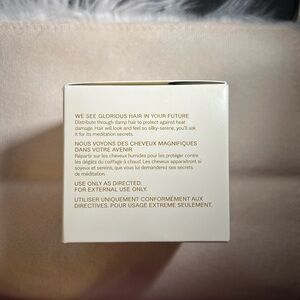 WE SEE GLORIOUS HAIR IN YOUR FUTURE
Distribute through damp hair to protect against heat
damage. Hair will look and feel so silky-serene, you'll ask
it for its meditation secrets.
NOUS VOYONS DES CHEVEUX MAGNIFIQUES
DANS VOTRE AVENIR
Répartir sur les cheveux humides pour les protéger contre
les dégâts du coiffage à chaud. Les cheveux apparaîtront si
soyeux et sereins, que vous lui demanderez ses secrets
de méditation.
USE ONLY AS DIRECTED.
FOR EXTERNAL USE ONLY.
UTILISER UNIQUEMENT CONFORMÉMENT AUX
DIRECTIVES. POUR USAGE EXTREME SEULEMENT.